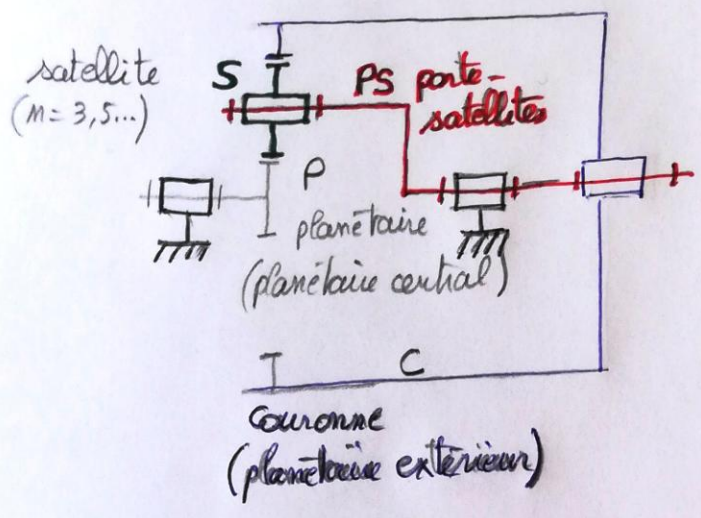 satellite
(m = 3,5...)
S
PS porte-
satellites
P
planétaire
(planétaire central)
C
Couronne
(planétaire extérieur)